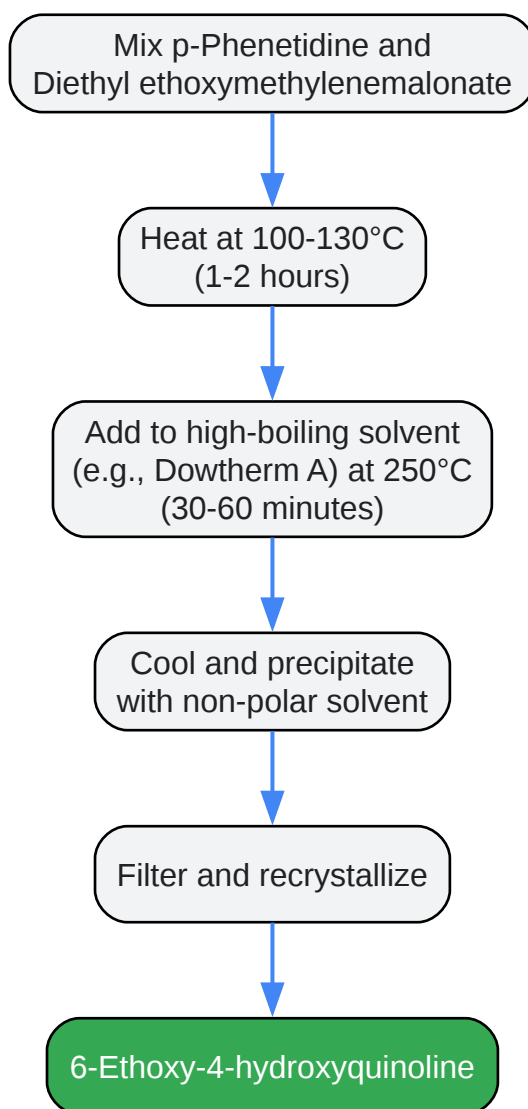 Mix p-Phenetidine and
Diethyl ethoxymethylenemalonate
Heat at 100-130°C
(1-2 hours)
Add to high-boiling solvent
(e.g., Dowtherm A) at 250°C
(30-60 minutes)
Cool and precipitate
with non-polar solvent
Filter and recrystallize
6-Ethoxy-4-hydroxyquinoline